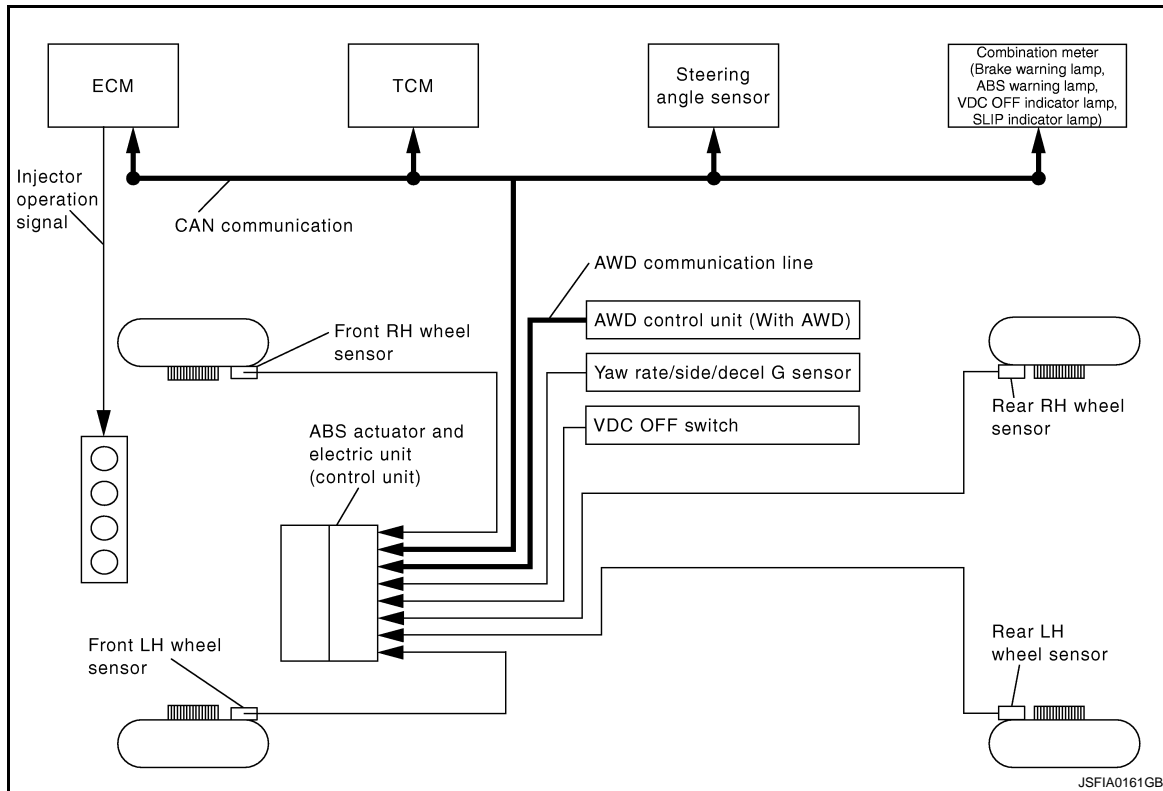 ECM
TCM
Steering
angle sensor
Combination meter
(Brake warning lamp,
ABS warning lamp,
VDC OFF indicator lamp,
SLIP indicator lamp)
Injector
operation
signal
CAN communication
AWD communication line
AWD control unit (With AWD)
Front RH wheel
sensor
Yaw rate/side/decel G sensor
VDC OFF switch
Rear RH wheel
sensor
ABS actuator and
electric unit
(control unit)
Front LH wheel
sensor
Rear LH
wheel sensor
JSFIA0161GB